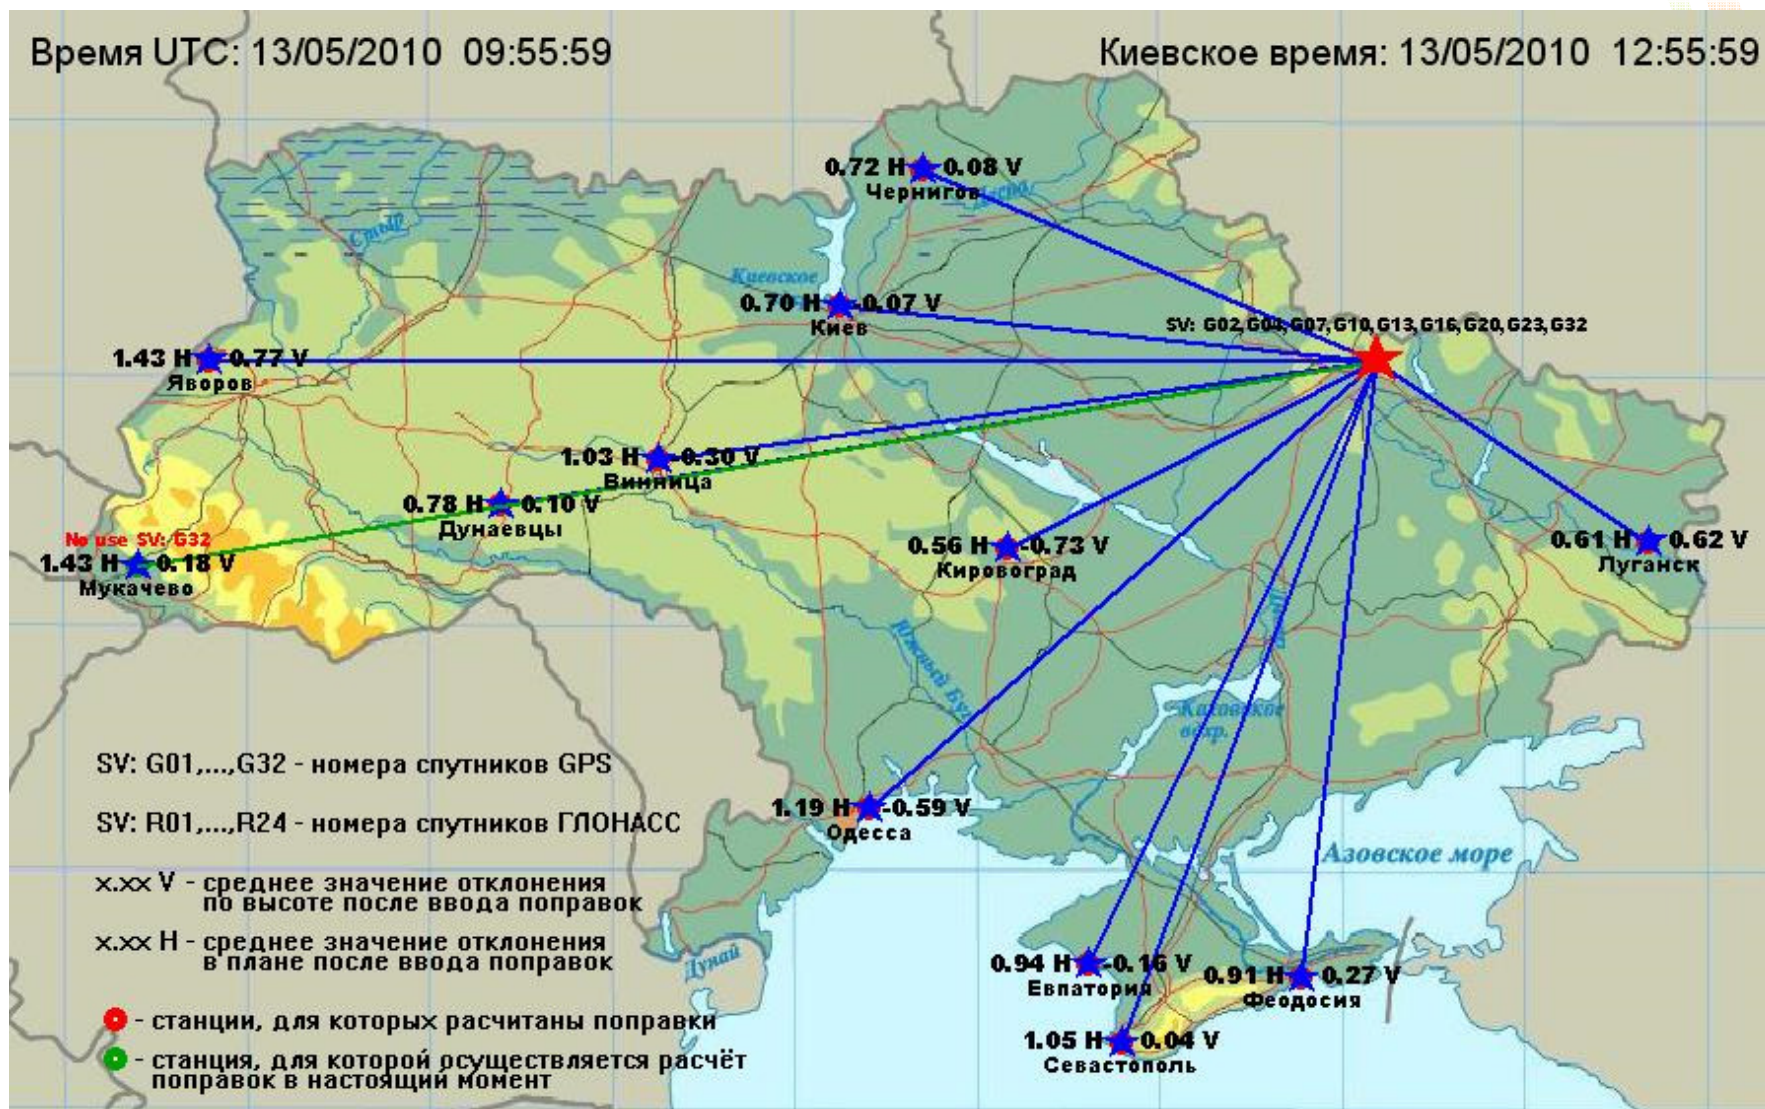 Время UTC: 13/05/2010 09:55:59
Киевское время: 13/05/2010 12:55:59
0.72 H 0.08 V
Чернигов
Стыр
Киевское
0.70 H -0.07 V
Киев
SV: G02,G04,G07,G10,G13,G16,G20,G23,G32
1.43 H 0.77 V
Яворов
1.03 H -0.30 V
Винница
0.78 H 0.10 V
Дунаевцы
No use SV: G32
1.43 H 0.18 V
Мукачево
0.56 H -0.73 V
Кировоград
0.61 H 0.62 V
Луганск
Южный Буг
Каховское
вдхр.
SV: G01,...,G32 - номера спутников GPS
1.19 H -0.59 V
Одесса
SV: R01,...,R24 - номера спутников ГЛОНАСС
Азовское море
x.xx V - среднее значение отклонения
по высоте после ввода поправок
x.xx H - среднее значение отклонения
в плане после ввода поправок
Дунай
0.94 H -0.16 V
Евпатория
0.91 H 0.27 V
Феодосия
- станции, для которых расчитаны поправки
1.05 H 0.04 V
Севастополь
- станция, для которой осуществляется расчёт
поправок в настоящий момент